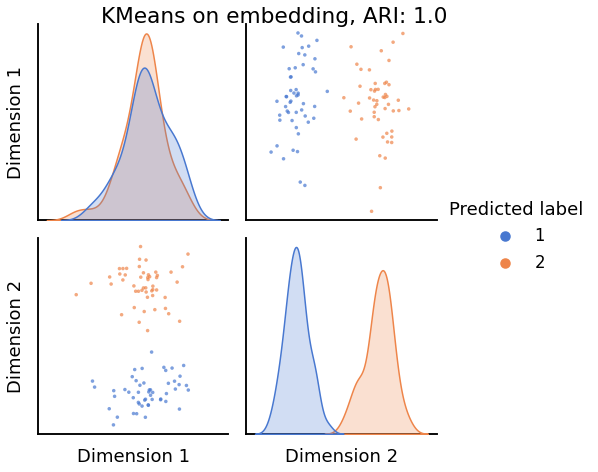 KMeans on embedding, ARI: 1.0
Dimension 1
Predicted label
1
2
Dimension 2
Dimension 1
Dimension 2